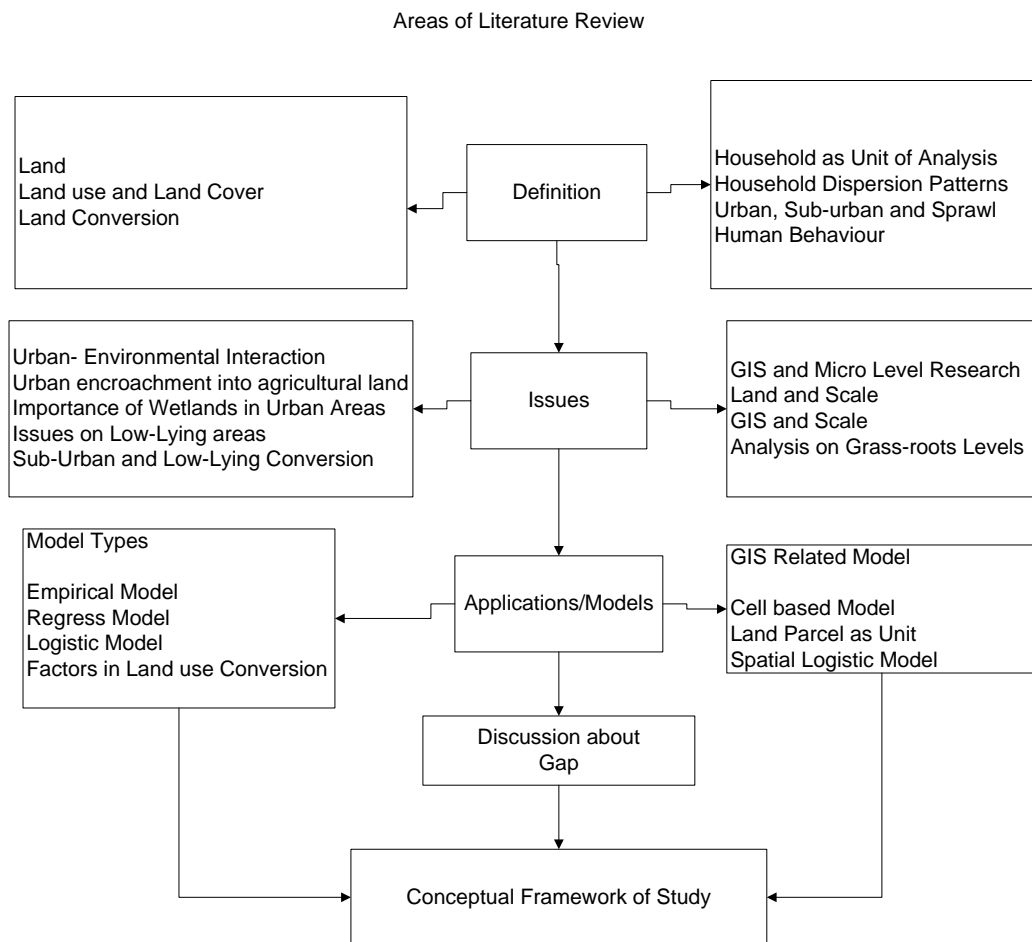 Areas of Literature Review
Land
Land use and Land Cover
Land Conversion
Definition
Household as Unit of Analysis
Household Dispersion Patterns
Urban, Sub-urban and Sprawl
Human Behaviour
Urban- Environmental Interaction
Urban encroachment into agricultural land
Importance of Wetlands in Urban Areas
Issues on Low-Lying areas
Sub-Urban and Low-Lying Conversion
Issues
GIS and Micro Level Research
Land and Scale
GIS and Scale
Analysis on Grass-roots Levels
Model Types
Empirical Model
Regress Model
Logistic Model
Factors in Land use Conversion
Applications/Models
GIS Related Model
Cell based Model
Land Parcel as Unit
Spatial Logistic Model
Discussion about
Gap
Conceptual Framework of Study